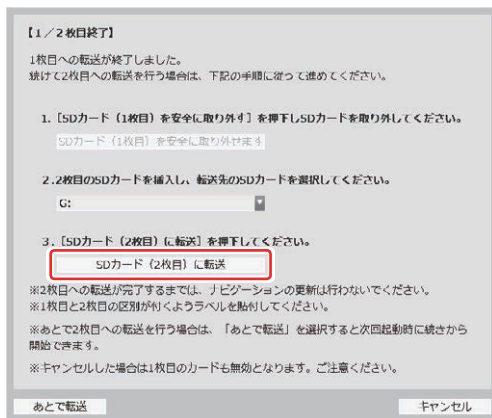 【1／2枚目終了】
1枚目への転送が終了しました。
続けて2枚目への転送を行う場合は、下記の手順に従って進めてください。
1.［SDカード（1枚目）を安全に取り外す］を押下しSDカードを取り外してください。
SDカード（1枚目）を安全に取り外せます
2.2枚目のSDカードを挿入し、転送先のSDカードを選択してください。
G:
3.［SDカード（2枚目）に転送］を押下してください。
SDカード（2枚目）に転送
※2枚目への転送が完了するまでは、ナビゲーションの更新は行わないでください。
※1枚目と2枚目の区別が付くようラベルを貼付してください。
※あとで2枚目への転送を行う場合は、「あとで転送」を選択すると次回起動時に続きから
開始できます。
※キャンセルした場合は1枚目のカードも無効となります。ご注意ください。
あとで転送
キャンセル